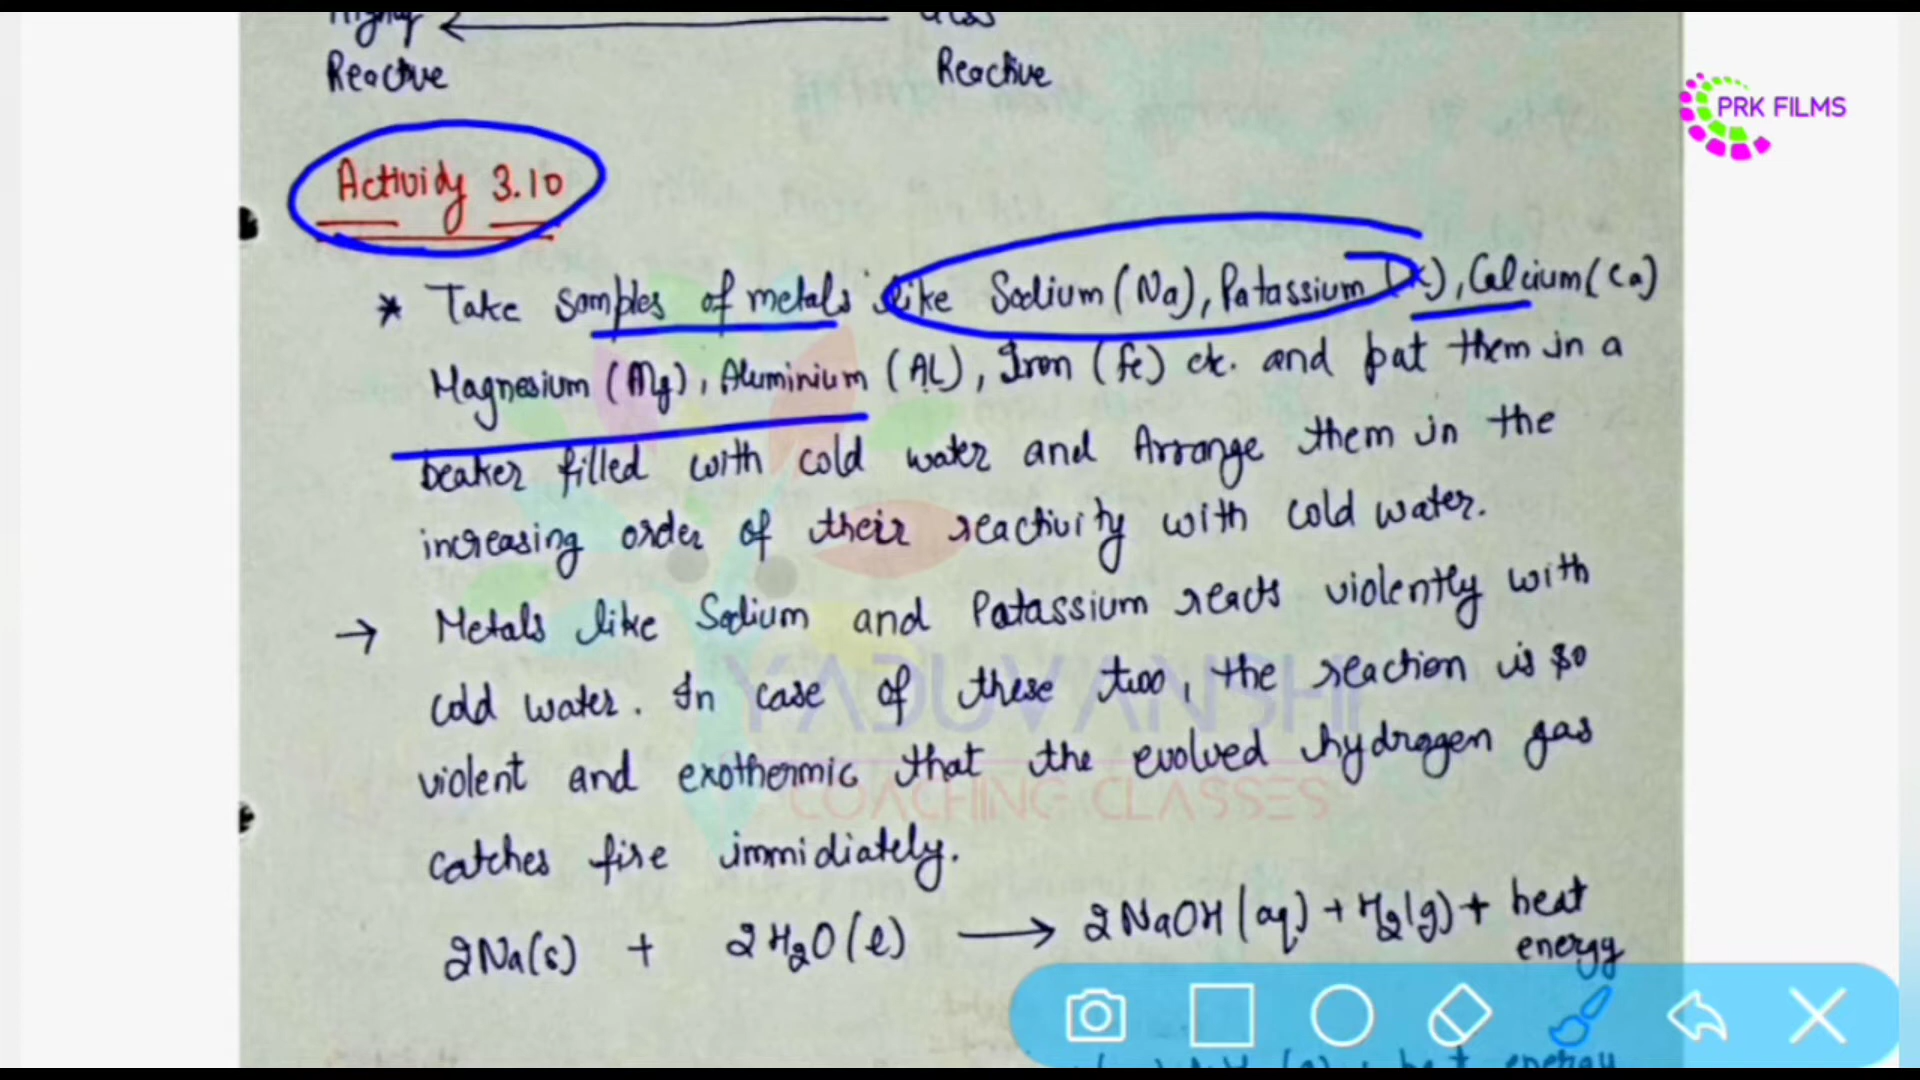 Reactive Reactive
PRK FILMS
Activity 3.10
* Take samples of metals like Sodium (Na), Patassium (K), Calcium (Ca)
Magnesium (Mg), Aluminium (AL), Iron (Fe) etc. and put them in a
beaker filled with cold water and Arrange them in the
increasing order of their reactivity with cold water.
→ Metals like Sodium and Patassium reacts violently with
cold water. In case of these two, the reaction is so
violent and exothermic that the evolved hydrogen gas
catches fire immidiately.
2Na(s) + 2H2O(l) → 2NaOH (aq) + H2(g) + heat
energy
YADUVANSHI
COACHING CLASSES